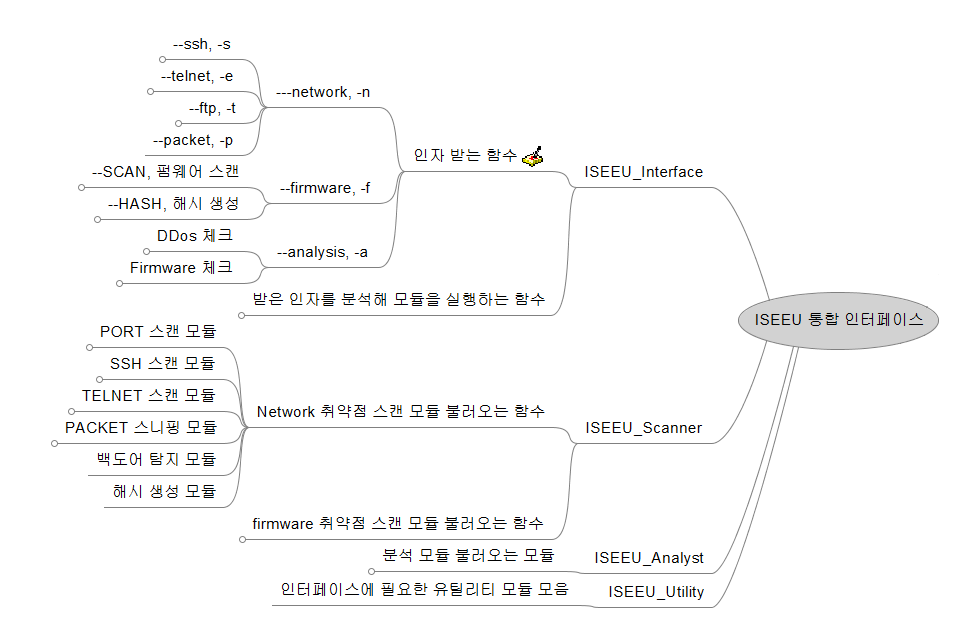 --ssh, -s
--telnet, -e
---network, -n
--ftp, -t
--packet, -p
인자 받는 함수
--SCAN, 펌웨어 스캔
ISEEU_Interface
--firmware, -f
--HASH, 해시 생성
DDos 체크
--analysis, -a
Firmware 체크
받은 인자를 분석해 모듈을 실행하는 함수
ISEEU 통합 인터페이스
PORT 스캔 모듈
SSH 스캔 모듈
TELNET 스캔 모듈
Network 취약점 스캔 모듈 불러오는 함수
PACKET 스니핑 모듈
ISEEU_Scanner
백도어 탐지 모듈
해시 생성 모듈
firmware 취약점 스캔 모듈 불러오는 함수
분석 모듈 불러오는 모듈
ISEEU_Analyst
인터페이스에 필요한 유틸리티 모듈 모음
ISEEU_Utility